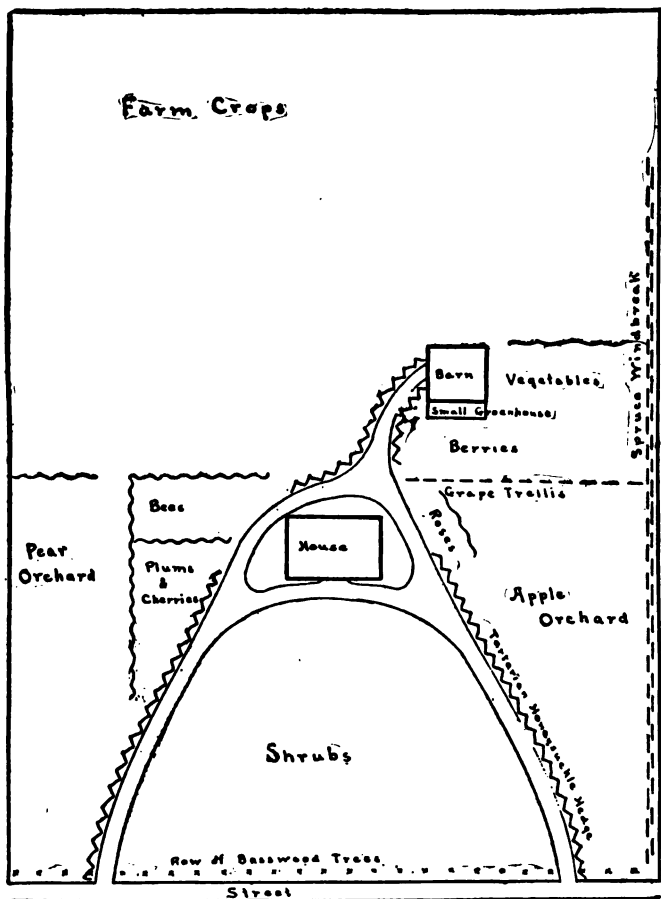 Farm Crops
Spruce Windbreak
Barn
Vegetables
Small Greenhouse
Berries
Grape Trellis
Bees
Roses
House
Pear
Orchard
Plums
&
Cherries
Apple
Orchard
Tartarian Honeysuckle Hedge
Shrubs
Row of Basswood Trees
Street